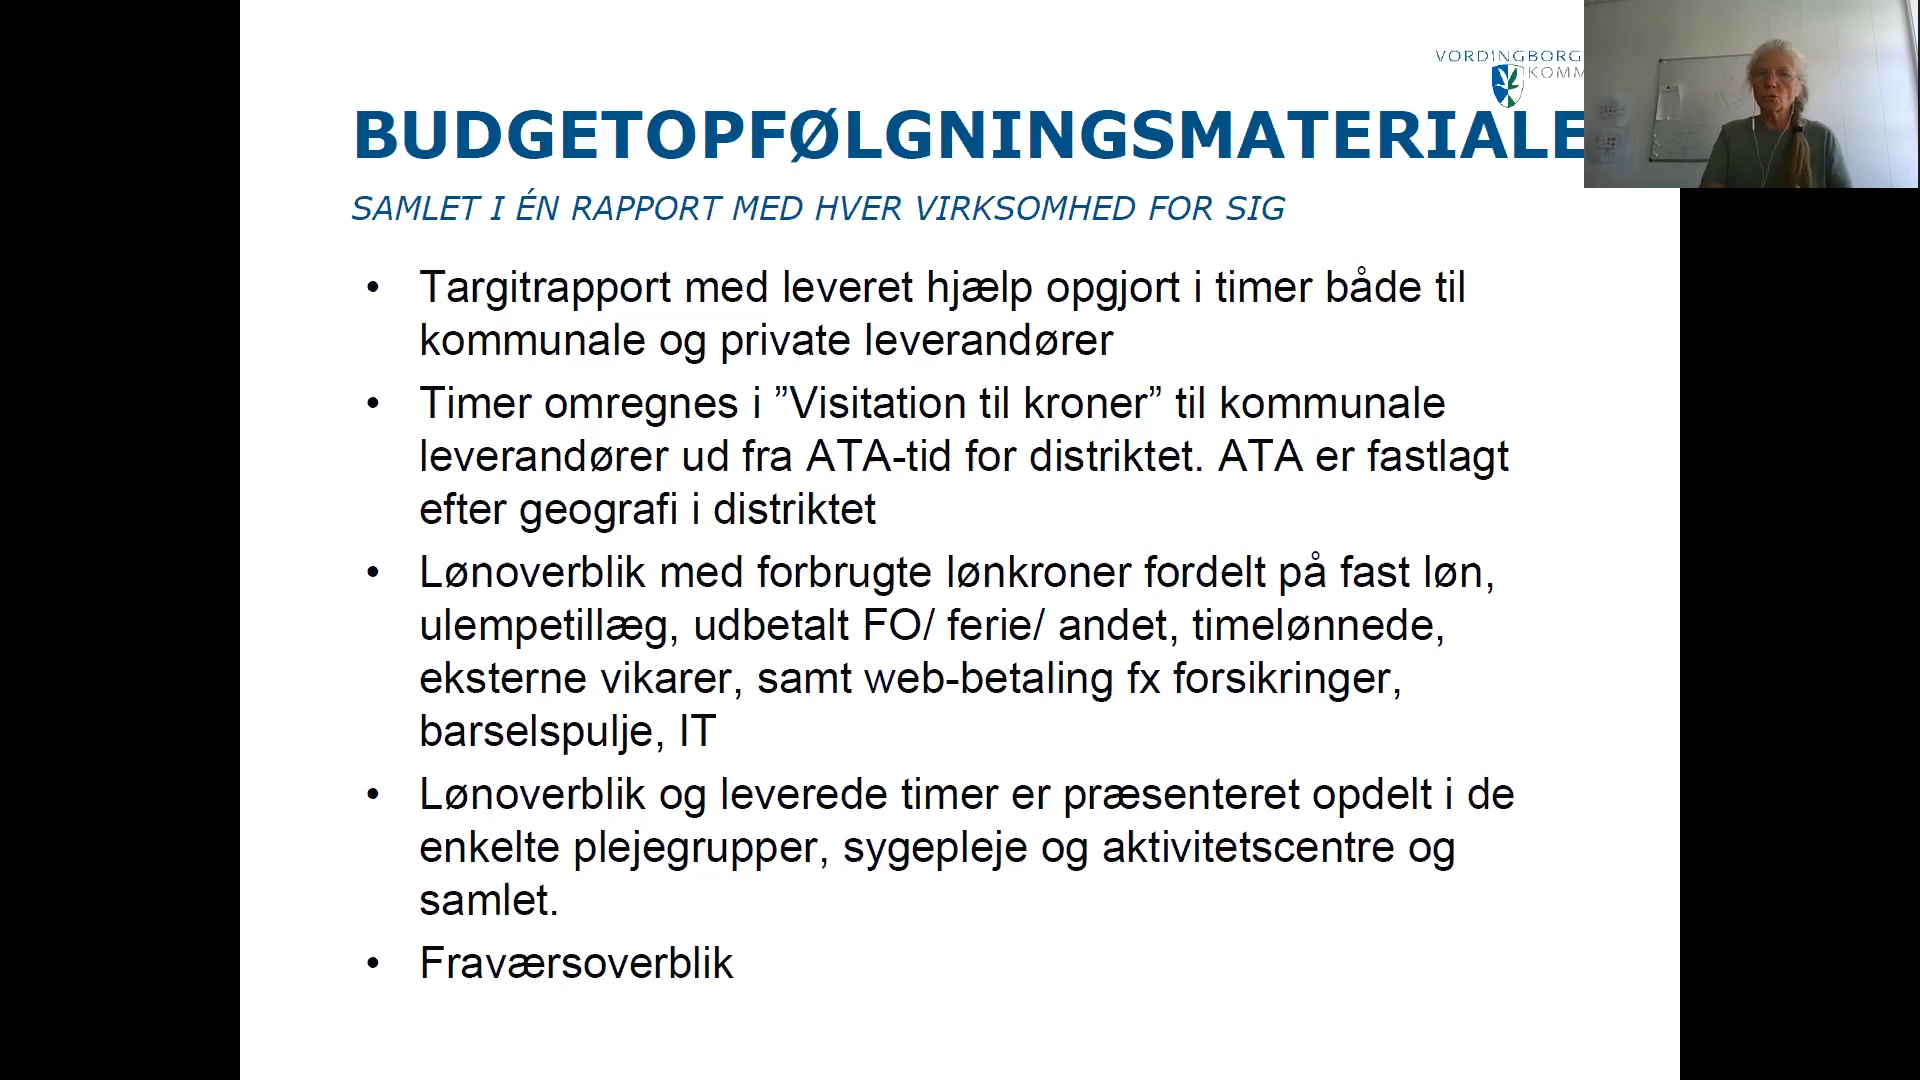 VORDINGBORG
KOMM
BUDGETOPFØLGNINGSMATERIALE
SAMLET I ÉN RAPPORT MED HVER VIRKSOMHED FOR SIG
• Targitrapport med leveret hjælp opgjort i timer både til
kommunale og private leverandører
• Timer omregnes i ”Visitation til kroner” til kommunale
leverandører ud fra ATA-tid for distriktet. ATA er fastlagt
efter geografi i distriktet
• Lønoverblik med forbrugte lønkroner fordelt på fast løn,
ulempetillæg, udbetalt FO/ ferie/ andet, timelønnede,
eksterne vikarer, samt web-betaling fx forsikringer,
barselspulje, IT
• Lønoverblik og leverede timer er præsenteret opdelt i de
enkelte plejegrupper, sygepleje og aktivitetscentre og
samlet.
• Fraværsoverblik